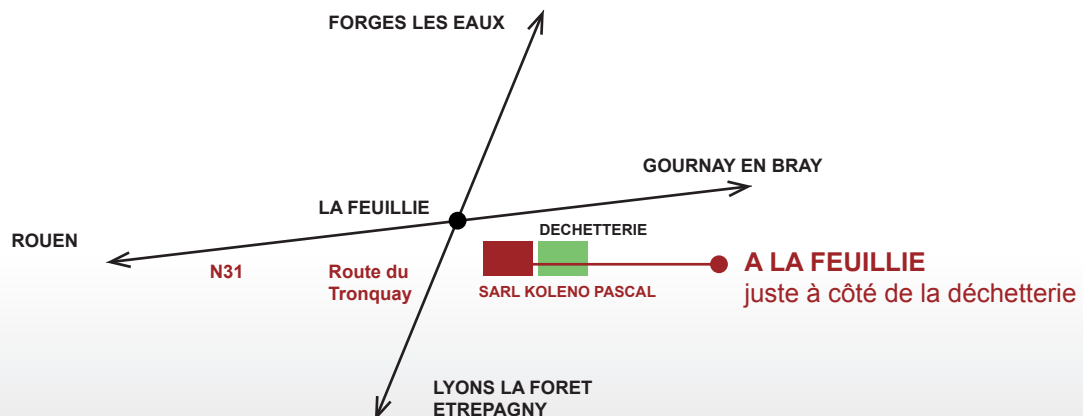 FORGES LES EAUX
GOURNAY EN BRAY
LA FEUILLIE
ROUEN
DECHETTERIE
N31
Route du
Tronquay
SARL KOLENO PASCAL
A LA FEUILLIE
juste à côté de la déchetterie
LYONS LA FORET
ETREPAGNY